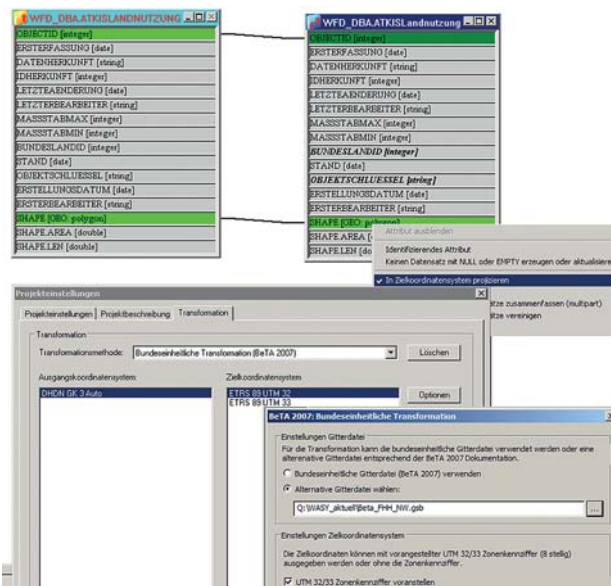 WFD_DBA.ATKISLANDNUTZUNG
OBJECTID [integer]
ERSTERFASSUNG [date]
DATENHERKUNFT [string]
IDHERKUNFT [integer]
LETZTEAENDERUNG [date]
LETZTERBEARBEITER [string]
MASSSTABMAX [integer]
MASSSTABMIN [integer]
BUNDESLANDID [integer]
STAND [date]
OBJEKTSCHLUESSEL [string]
ERSTELLUNGSDATUM [date]
ERSTERBEARBEITER [string]
SHAPE [GEO: polygon]
SHAPE.AREA [double]
SHAPE.LEN [double]
WFD_DBA.ATKISLandnutzung
OBJECTID [integer]
ERSTERFASSUNG [date]
DATENHERKUNFT [string]
IDHERKUNFT [integer]
LETZTEAENDERUNG [date]
LETZTERBEARBEITER [string]
MASSSTABMAX [integer]
MASSSTABMIN [integer]
BUNDESLANDID [integer]
STAND [date]
OBJEKTSCHLUESSEL [string]
ERSTELLUNGSDATUM [date]
ERSTERBEARBEITER [string]
SHAPE [GEO: polygon]
SHAPE.AREA
SHAPE.LEN
Attribut ausblenden
Identifizierendes Attribut
Keinen Datensatz mit NULL oder EMPTY erzeugen oder aktualisiere
In Zielkoordinatensystem projizieren
tze zusammenfassen (multipart)
tze vereinigen
Projekteinstellungen
Projekteinstellungen Projektbeschreibung Transformation
Transformation
Transformationsmethode: Bundeseinheitliche Transformation (BeTA 2007) Löschen
Ausgangskoordinatensystem: Zielkoordinatensystem
DHDN GK 3 Auto
ETRS 89 UTM 32
ETRS 89 UTM 33
Optionen
BeTA 2007: Bundeseinheitliche Transformation
Einstellungen Gitterdatei
Für die Transformation kann die bundeseinheitliche Gitterdatei verwendet werden oder eine
alterenative Gitterdatei entsprechend der BeTA 2007 Dokumentation.
Bundeseinheitliche Gitterdatei (BeTA 2007) verwenden
Alternative Gitterdatei wählen:
Q:\WASY_aktuell\Beta_FHH_NW.gsb ...
Einstellungen Zielkoordinatensystem
Die Zielkoordinaten können mit vorangestellter UTM 32/33 Zonenkennziffer (8 stellig)
ausgegeben werden oder ohne die Zonenkennziffer.
UTM 32/33 Zonenkennziffer voranstellen